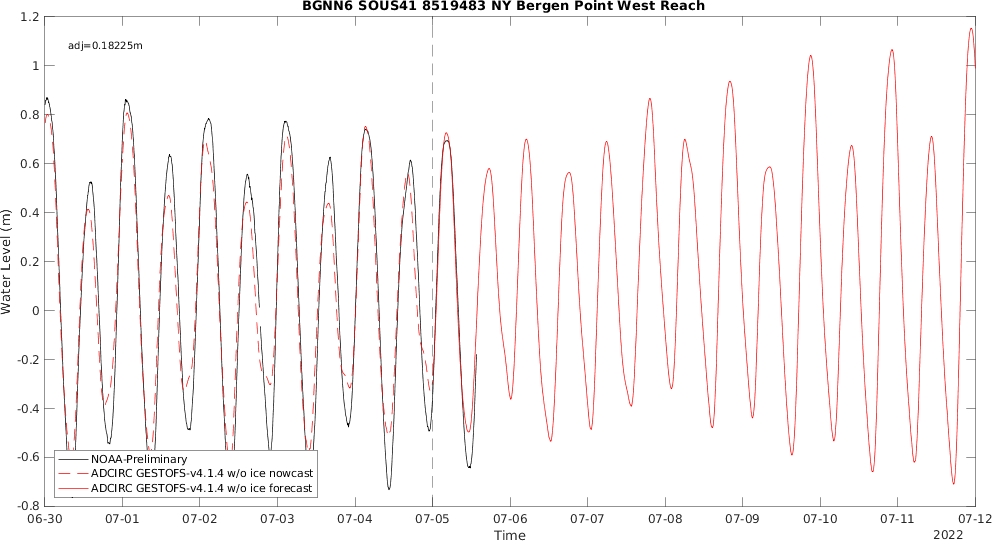 BGNN6 SOUS41 8519483 NY Bergen Point West Reach
adj=0.18225m
Water Level (m)
1.2
1
0.8
0.6
0.4
0.2
0
-0.2
-0.4
-0.6
-0.8
NOAA-Preliminary
ADCIRC GESTOFS-v4.1.4 w/o ice nowcast
ADCIRC GESTOFS-v4.1.4 w/o ice forecast
06-30 07-01 07-02 07-03 07-04 07-05 07-06 07-07 07-08 07-09 07-10 07-11 07-12
Time
2022